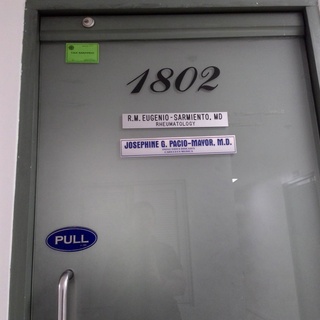 1802
R.M. EUGENIO-SARMIENTO, MD
RHEUMATOLOGY
JOSEPHINE G. PACIO-MAYOR, M.D.
PULL